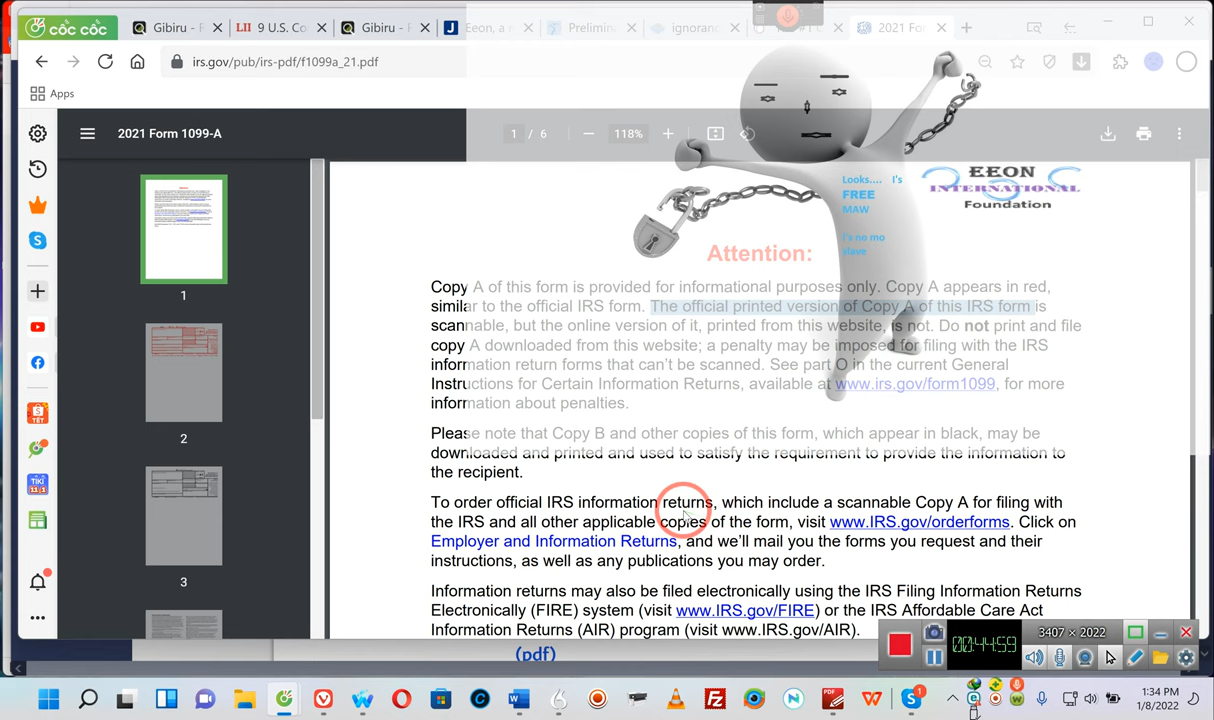 cốc cốc
Gibiru - F
LII 9 U.S. Co
Gibiru - F
Eeon, a n
Prelimin
ignoranc
#1 C
2021 For
irs.gov/pub/irs-pdf/f1099a_21.pdf
Apps
2021 Form 1099-A
1 / 6
118%
Looks.... I's
FREE
MAW
I's no mo
slave
EEON
INTERNATIONAL
Foundation
1
2
3
Attention:
Copy A of this form is provided for informational purposes only. Copy A appears in red,
similar to the official IRS form. The official printed version of Copy A of this IRS form is
scannable, but the online version of it, printed from this website, is not. Do not print and file
copy A downloaded from this website; a penalty may be imposed for filing with the IRS
information return forms that can't be scanned. See part O in the current General
Instructions for Certain Information Returns, available at www.irs.gov/form1099, for more
information about penalties.
Please note that Copy B and other copies of this form, which appear in black, may be
downloaded and printed and used to satisfy the requirement to provide the information to
the recipient.
To order official IRS information returns, which include a scannable Copy A for filing with
the IRS and all other applicable copies of the form, visit www.IRS.gov/orderforms. Click on
Employer and Information Returns, and we'll mail you the forms you request and their
instructions, as well as any publications you may order.
Information returns may also be filed electronically using the IRS Filing Information Returns
Electronically (FIRE) system (visit www.IRS.gov/FIRE) or the IRS Affordable Care Act
Information Returns (AIR) program (visit www.IRS.gov/AIR).
(pdf)
00:44:59
3407 × 2022
1:34 PM
1/8/2022